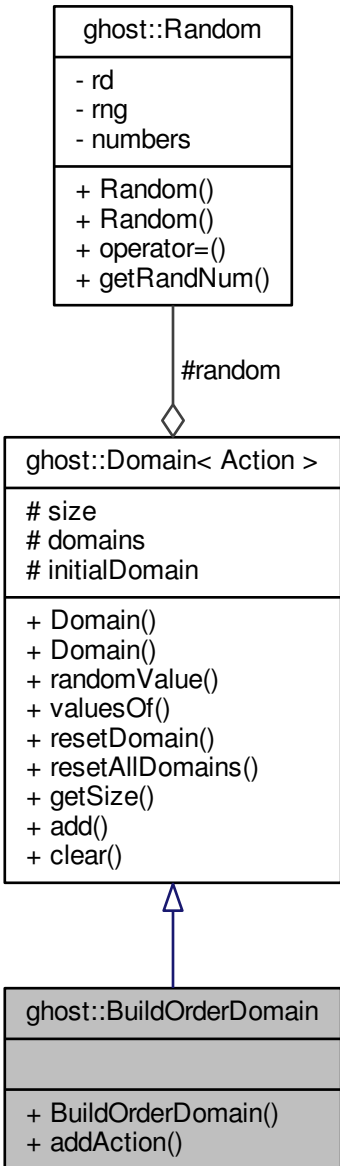 ghost::Random
- rd
- rng
- numbers
+ Random()
+ Random()
+ operator=()
+ getRandNum()
#random
ghost::Domain< Action >
# size
# domains
# initialDomain
+ Domain()
+ Domain()
+ randomValue()
+ valuesOf()
+ resetDomain()
+ resetAllDomains()
+ getSize()
+ add()
+ clear()
ghost::BuildOrderDomain
+ BuildOrderDomain()
+ addAction()